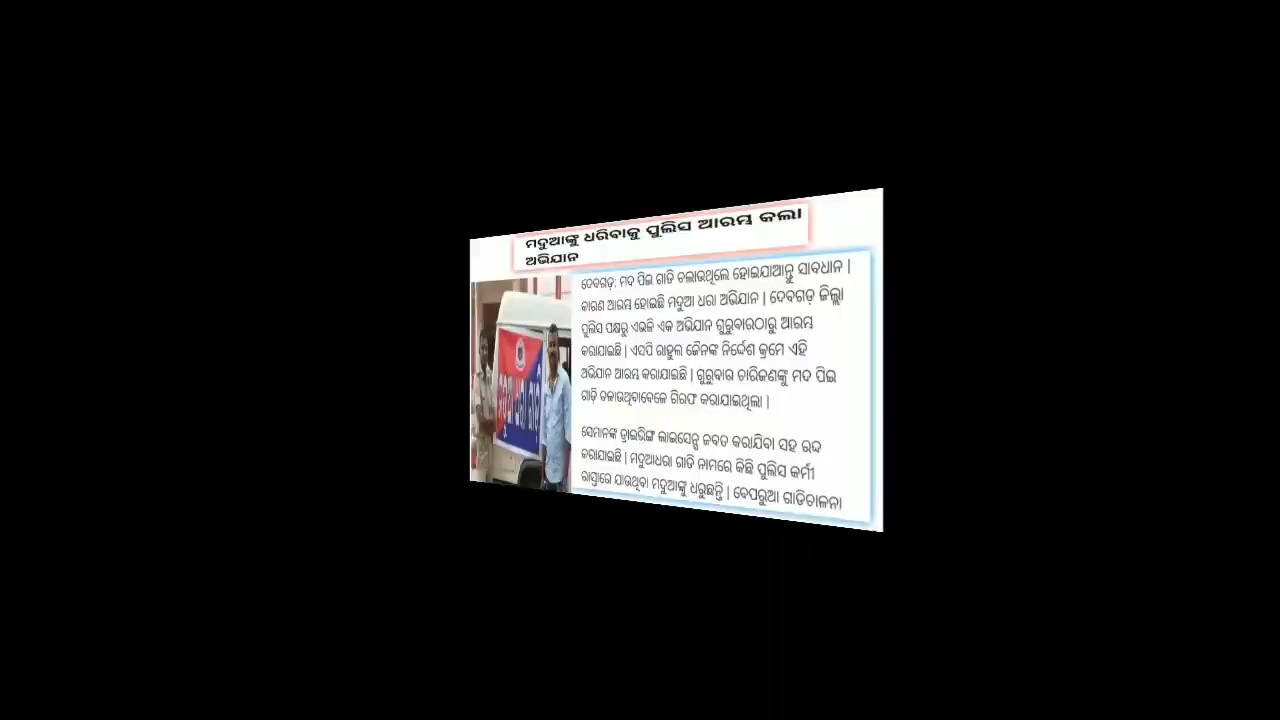 ମଦୁଆଙ୍କୁ ଧରିବାକୁ ପୁଲିସ ଆରମ୍ଭ କଲା
ଅଭିଯାନ
ଦେବଗଡ଼: ମଦ ପିଇ ଗାଡି ଚଲାଉଥିଲେ ହୋଇଯାଆନ୍ତୁ ସାବଧାନ |
କାରଣ ଆରମ୍ଭ ହୋଇଛି ମଦୁଆ ଧରା ଅଭିଯାନ | ଦେବଗଡ଼ ଜିଲ୍ଲା
ପୁଲିସ ପକ୍ଷରୁ ଏଭଳି ଏକ ଅଭିଯାନ ଗୁରୁବାରଠାରୁ ଆରମ୍ଭ
କରାଯାଇଛି | ଏସପି ରାହୁଲ ଜୈନଙ୍କ ନିର୍ଦ୍ଦେଶ କ୍ରମେ ଏହି
ଅଭିଯାନ ଆରମ୍ଭ କରାଯାଇଛି | ଗୁରୁବାର ଚାରିଜଣଙ୍କୁ ମଦ ପିଇ
ଗାଡ଼ି ଚଳାଉଥିବାବେଳେ ଗିରଫ କରାଯାଇଥିଲା |
ସେମାନଙ୍କ ଡ୍ରାଇଭିଙ୍ଗ ଲାଇସେନ୍ସ ଜବତ କରାଯିବା ସହ ରଦ୍ଦ
କରାଯାଇଛି | ମଦୁଆଧରା ଗାଡି ନାମରେ କିଛି ପୁଲିସ କର୍ମୀ
ରାସ୍ତାରେ ଯାଉଥିବା ମଦୁଆଙ୍କୁ ଧରୁଛନ୍ତି | ବେପରୁଆ ଗାଡିଚାଳନା